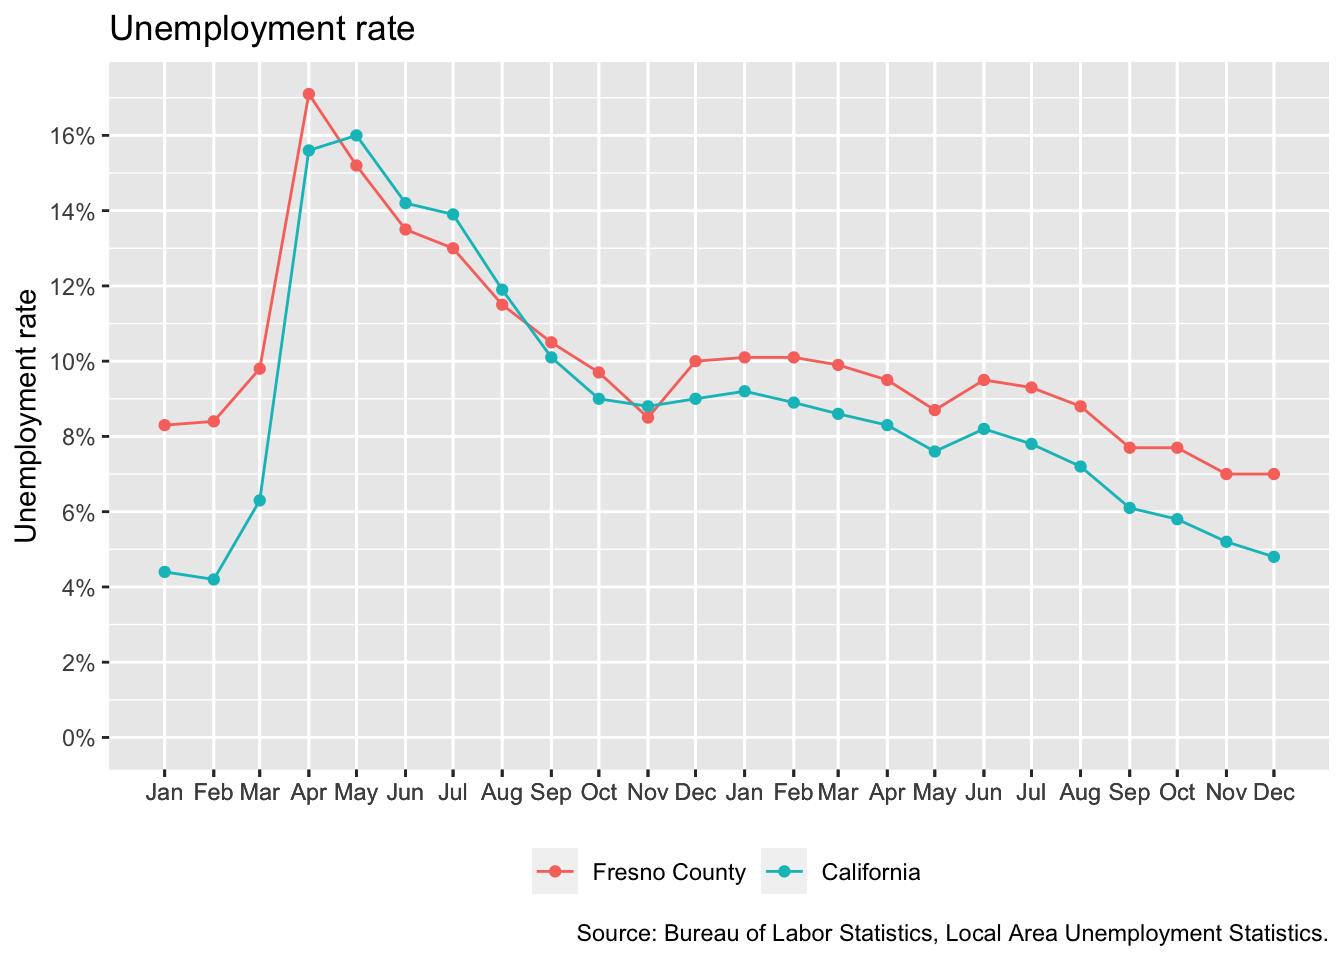 Unemployment rate
Unemployment rate
16%
14%
12%
10%
8%
6%
4%
2%
0%
Jan Feb Mar Apr May Jun Jul Aug Sep Oct Nov Dec Jan Feb Mar Apr May Jun Jul Aug Sep Oct Nov Dec
Fresno County California
Source: Bureau of Labor Statistics, Local Area Unemployment Statistics.